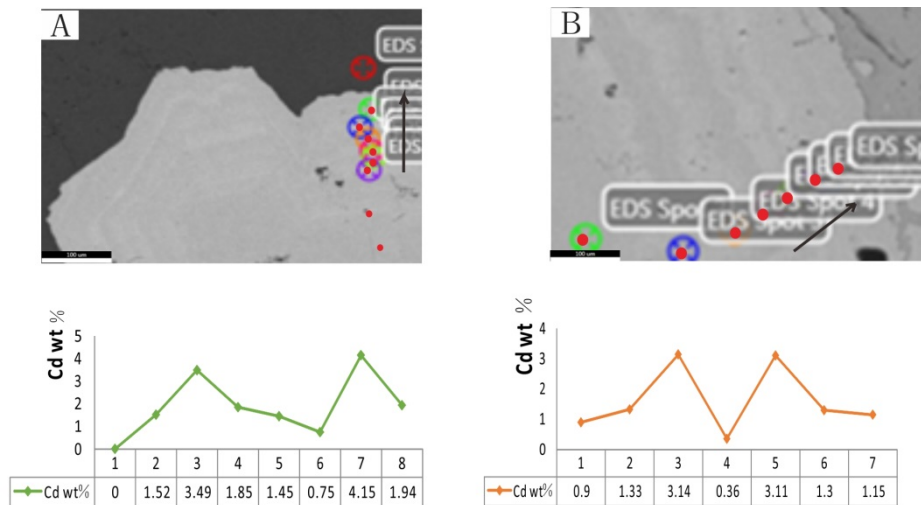 A
EDS S
EDS
EDS
100 um
B
EDS Spo
EDS Spot 4
EDS Spot 3
EDS Sp
100 um
Cd wt %
5
4
3
2
1
0
1 2 3 4 5 6 7 8
Cd wt% 0 1.52 3.49 1.85 1.45 0.75 4.15 1.94
Cd wt %
4
3
2
1
0
1 2 3 4 5 6 7
Cd wt% 0.9 1.33 3.14 0.36 3.11 1.3 1.15